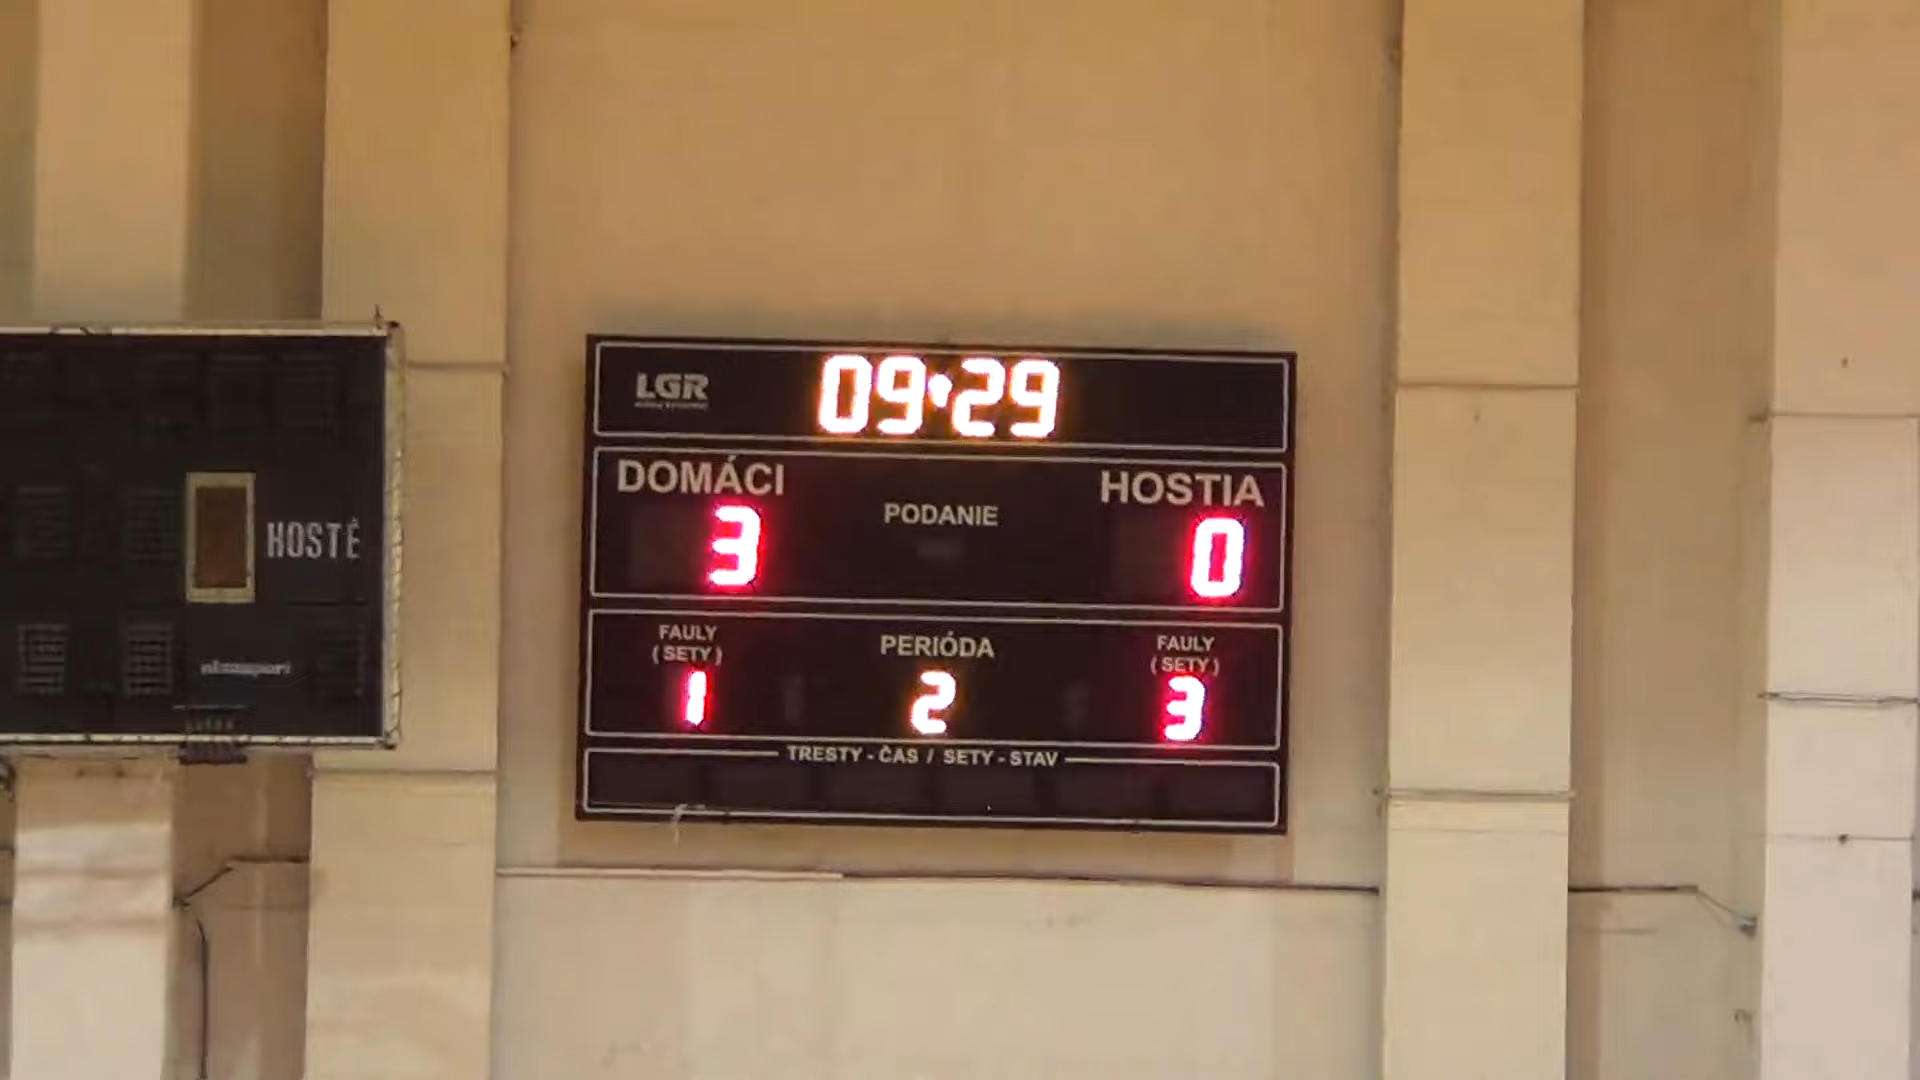 LGR
09:29
DOMÁCI
HOSTIA
PODANIE
3
0
FAULY
(SETY)
PERIÓDA
FAULY
(SETY)
1
2
3
TRESTY - ČAS / SETY - STAV
HOSTÉ